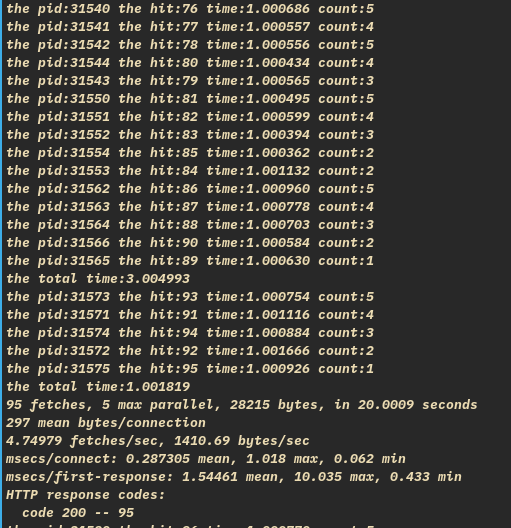 the pid:31540 the hit:76 time:1.000686 count:5
the pid:31541 the hit:77 time:1.000557 count:4
the pid:31542 the hit:78 time:1.000556 count:5
the pid:31544 the hit:80 time:1.000434 count:4
the pid:31543 the hit:79 time:1.000565 count:3
the pid:31550 the hit:81 time:1.000495 count:5
the pid:31551 the hit:82 time:1.000599 count:4
the pid:31552 the hit:83 time:1.000394 count:3
the pid:31554 the hit:85 time:1.000362 count:2
the pid:31553 the hit:84 time:1.001132 count:2
the pid:31562 the hit:86 time:1.000960 count:5
the pid:31563 the hit:87 time:1.000778 count:4
the pid:31564 the hit:88 time:1.000703 count:3
the pid:31566 the hit:90 time:1.000584 count:2
the pid:31565 the hit:89 time:1.000630 count:1
the total time:3.004993
the pid:31573 the hit:93 time:1.000754 count:5
the pid:31571 the hit:91 time:1.001116 count:4
the pid:31574 the hit:94 time:1.000884 count:3
the pid:31572 the hit:92 time:1.001666 count:2
the pid:31575 the hit:95 time:1.000926 count:1
the total time:1.001819
95 fetches, 5 max parallel, 28215 bytes, in 20.0009 seconds
297 mean bytes/connection
4.74979 fetches/sec, 1410.69 bytes/sec
msecs/connect: 0.287305 mean, 1.018 max, 0.062 min
msecs/first-response: 1.54461 mean, 10.035 max, 0.433 min
HTTP response codes:
  code 200 -- 95